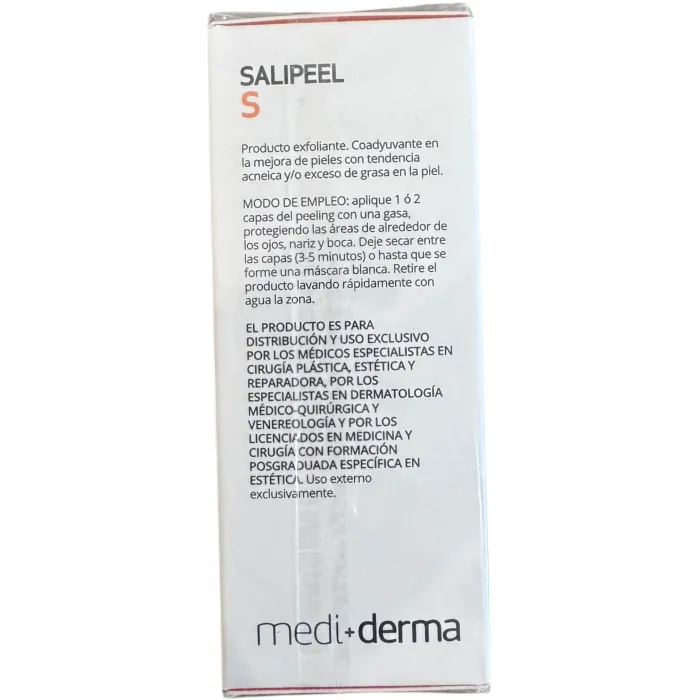 SALIPEEL
S
Producto exfoliante. Coadyuvante en
la mejora de pieles con tendencia
acneica y/o exceso de grasa en la piel.
MODO DE EMPLEO: aplique 1 ó 2
capas del peeling con una gasa,
protegiendo las áreas de alrededor de
los ojos, nariz y boca. Deje secar entre
las capas (3-5 minutos) o hasta que se
forme una máscara blanca. Retire el
producto lavando rápidamente con
agua la zona.
EL PRODUCTO ES PARA
DISTRIBUCIÓN Y USO EXCLUSIVO
POR LOS MÉDICOS ESPECIALISTAS EN
CIRUGÍA PLÁSTICA, ESTÉTICA Y
REPARADORA, POR LOS
ESPECIALISTAS EN DERMATOLOGÍA
MÉDICO-QUIRÚRGICA Y
VENEREOLOGÍA Y POR LOS
LICENCIADOS EN MEDICINA Y
CIRUGÍA CON FORMACIÓN
POSGRADUADA ESPECÍFICA EN
ESTÉTICA. Uso externo
exclusivamente.
medi+derma